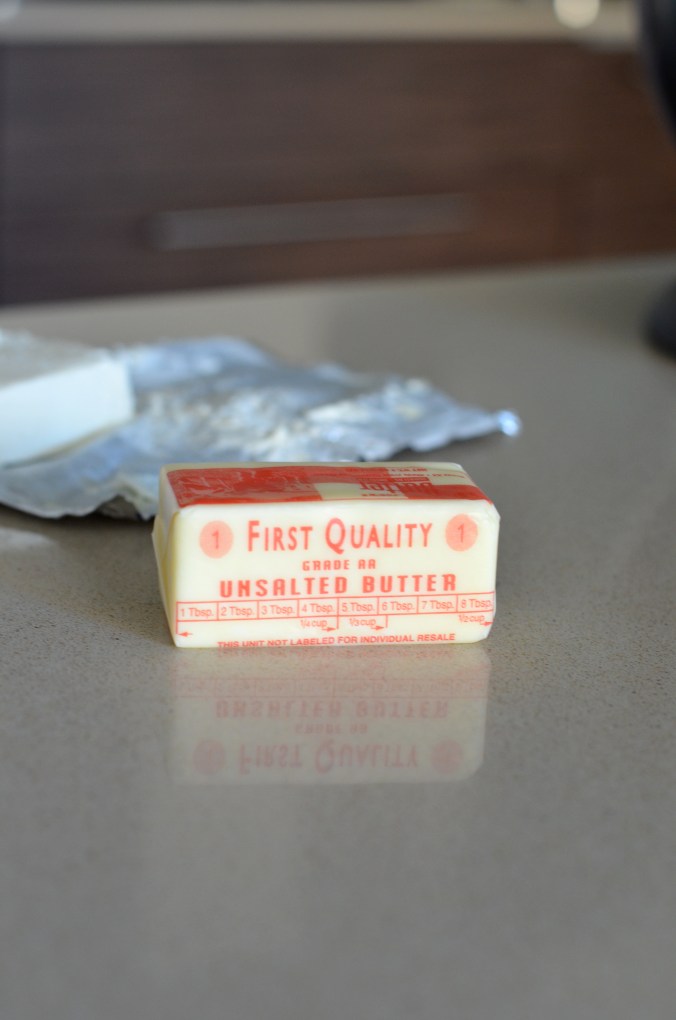 1 FIRST QUALITY 1
GRADE AA
UNSALTED BUTTER
1 Tbsp. 2 Tbsp. 3 Tbsp. 4 Tbsp. 5 Tbsp. 6 Tbsp. 7 Tbsp. 8 Tbsp.
1/4 cup 1/3 cup 1/2 cup
THIS UNIT NOT LABELED FOR INDIVIDUAL RESALE